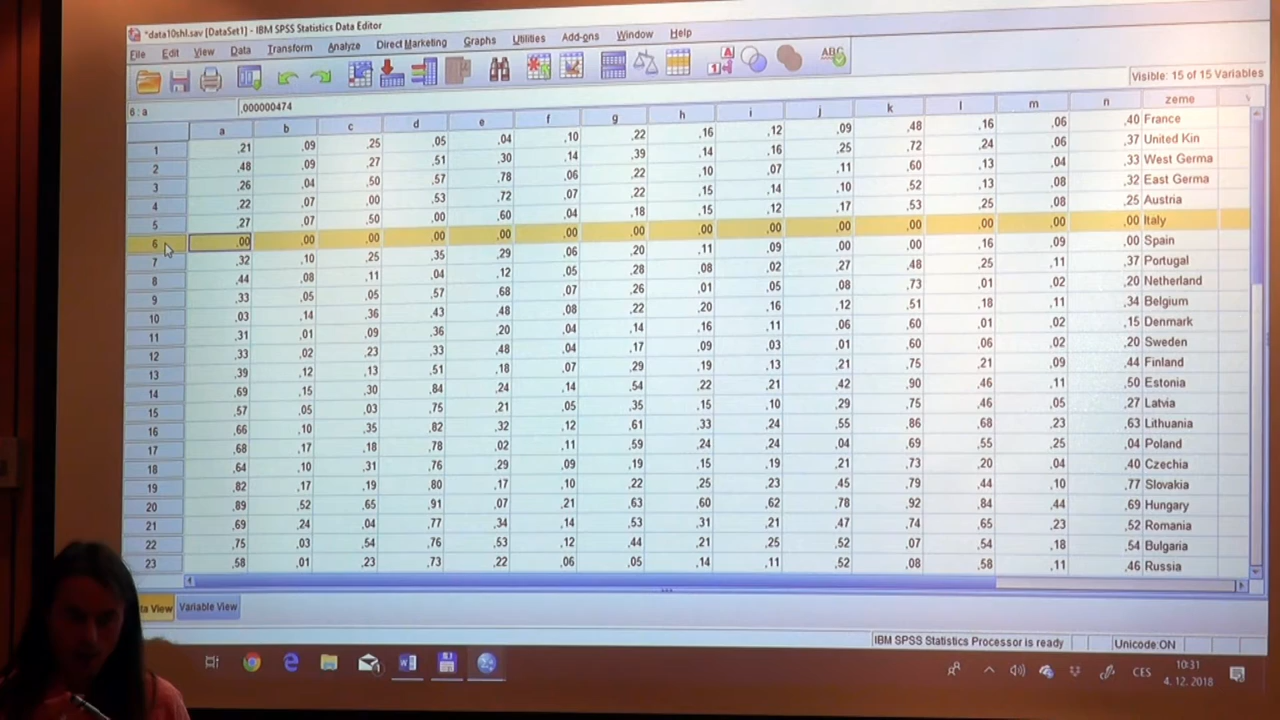 *data10shl.sav [DataSet1] - IBM SPSS Statistics Data Editor
File Edit View Data Transform Analyze Direct Marketing Graphs Utilities Add-ons Window Help
Visible: 15 of 15 Variables
6 : a ,000000474
a b c d e f g h i j k l m n zeme
1 ,21 ,09 ,25 ,05 ,04 ,10 ,22 ,16 ,12 ,09 ,48 ,16 ,06 ,40 France
2 ,48 ,09 ,27 ,51 ,30 ,14 ,39 ,14 ,16 ,25 ,72 ,24 ,06 ,37 United Kin
3 ,26 ,04 ,50 ,57 ,78 ,06 ,22 ,10 ,07 ,11 ,60 ,13 ,04 ,33 West Germa
4 ,22 ,07 ,00 ,53 ,72 ,07 ,22 ,15 ,14 ,10 ,52 ,13 ,08 ,32 East Germa
5 ,27 ,07 ,50 ,00 ,60 ,04 ,18 ,15 ,12 ,17 ,53 ,25 ,08 ,25 Austria
6 ,00 ,00 ,00 ,00 ,00 ,00 ,00 ,00 ,00 ,00 ,00 ,00 ,00 ,00 Italy
7 ,32 ,10 ,25 ,35 ,29 ,06 ,20 ,11 ,09 ,00 ,00 ,16 ,09 ,00 Spain
8 ,44 ,08 ,11 ,04 ,12 ,05 ,28 ,08 ,02 ,27 ,48 ,25 ,11 ,37 Portugal
9 ,33 ,05 ,05 ,57 ,68 ,07 ,26 ,01 ,05 ,08 ,73 ,01 ,02 ,20 Netherland
10 ,03 ,14 ,36 ,43 ,48 ,08 ,22 ,20 ,16 ,12 ,51 ,18 ,11 ,34 Belgium
11 ,31 ,01 ,09 ,36 ,20 ,04 ,14 ,16 ,11 ,06 ,60 ,01 ,02 ,15 Denmark
12 ,33 ,02 ,23 ,33 ,48 ,04 ,17 ,09 ,03 ,01 ,60 ,06 ,02 ,20 Sweden
13 ,39 ,12 ,13 ,51 ,18 ,07 ,29 ,19 ,13 ,21 ,75 ,21 ,09 ,44 Finland
14 ,69 ,15 ,30 ,84 ,24 ,14 ,54 ,22 ,21 ,42 ,90 ,46 ,11 ,50 Estonia
15 ,57 ,05 ,03 ,75 ,21 ,05 ,35 ,15 ,10 ,29 ,75 ,46 ,05 ,27 Latvia
16 ,66 ,10 ,35 ,82 ,32 ,12 ,61 ,33 ,24 ,55 ,86 ,68 ,23 ,63 Lithuania
17 ,68 ,17 ,18 ,78 ,02 ,11 ,59 ,24 ,24 ,04 ,69 ,55 ,25 ,04 Poland
18 ,64 ,10 ,31 ,76 ,29 ,09 ,19 ,15 ,19 ,21 ,73 ,20 ,04 ,40 Czechia
19 ,82 ,17 ,19 ,80 ,17 ,10 ,22 ,25 ,23 ,45 ,79 ,44 ,10 ,77 Slovakia
20 ,89 ,52 ,65 ,91 ,07 ,21 ,63 ,60 ,62 ,78 ,92 ,84 ,44 ,69 Hungary
21 ,69 ,24 ,04 ,77 ,34 ,14 ,53 ,31 ,21 ,47 ,74 ,65 ,23 ,52 Romania
22 ,75 ,03 ,54 ,76 ,53 ,12 ,44 ,21 ,25 ,52 ,07 ,54 ,18 ,54 Bulgaria
23 ,58 ,01 ,23 ,73 ,22 ,06 ,05 ,14 ,11 ,52 ,08 ,58 ,11 ,46 Russia
ta View Variable View
IBM SPSS Statistics Processor is ready Unicode:ON
CES 10:31
4. 12. 2018